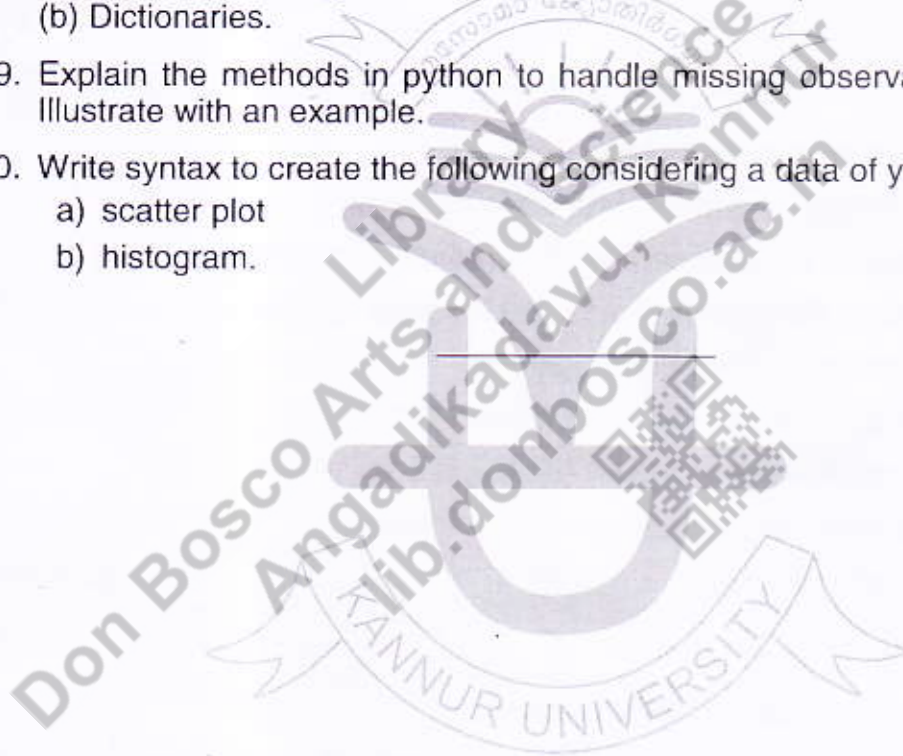 (b) Dictionaries.
9. Explain the methods in python to handle missing observa
Illustrate with an example.
0. Write syntax to create the following considering a data of y
a) scatter plot
b) histogram.
Don Bosco Arts and Science
Library
Angadikadavu, Kannur
lib.donbosco.ac.in
KANNUR UNIVERSITY